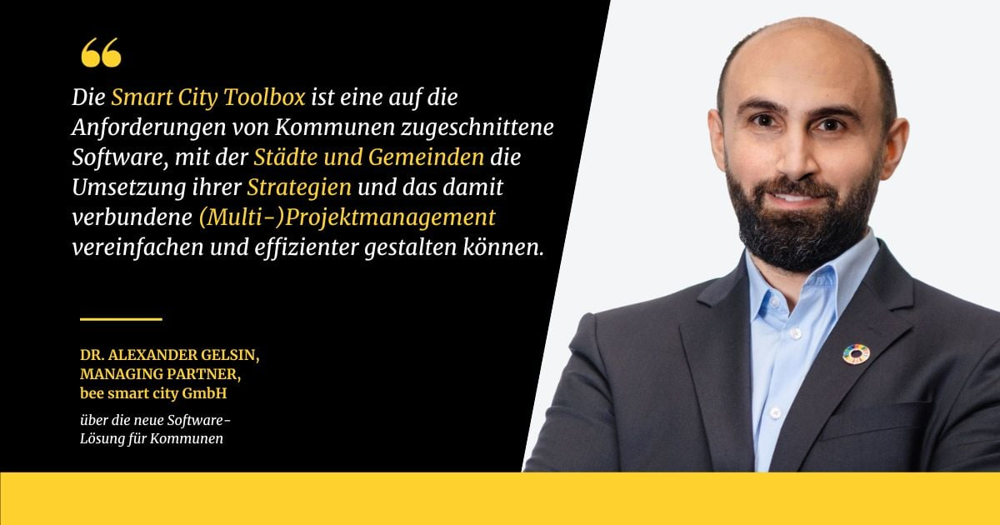 Die Smart City Toolbox ist eine auf die
Anforderungen von Kommunen zugeschnittene
Software, mit der Städte und Gemeinden die
Umsetzung ihrer Strategien und das damit
verbundene (Multi-)Projektmanagement
vereinfachen und effizienter gestalten können.
DR. ALEXANDER GELSIN,
MANAGING PARTNER,
bee smart city GmbH
über die neue Software-
Lösung für Kommunen